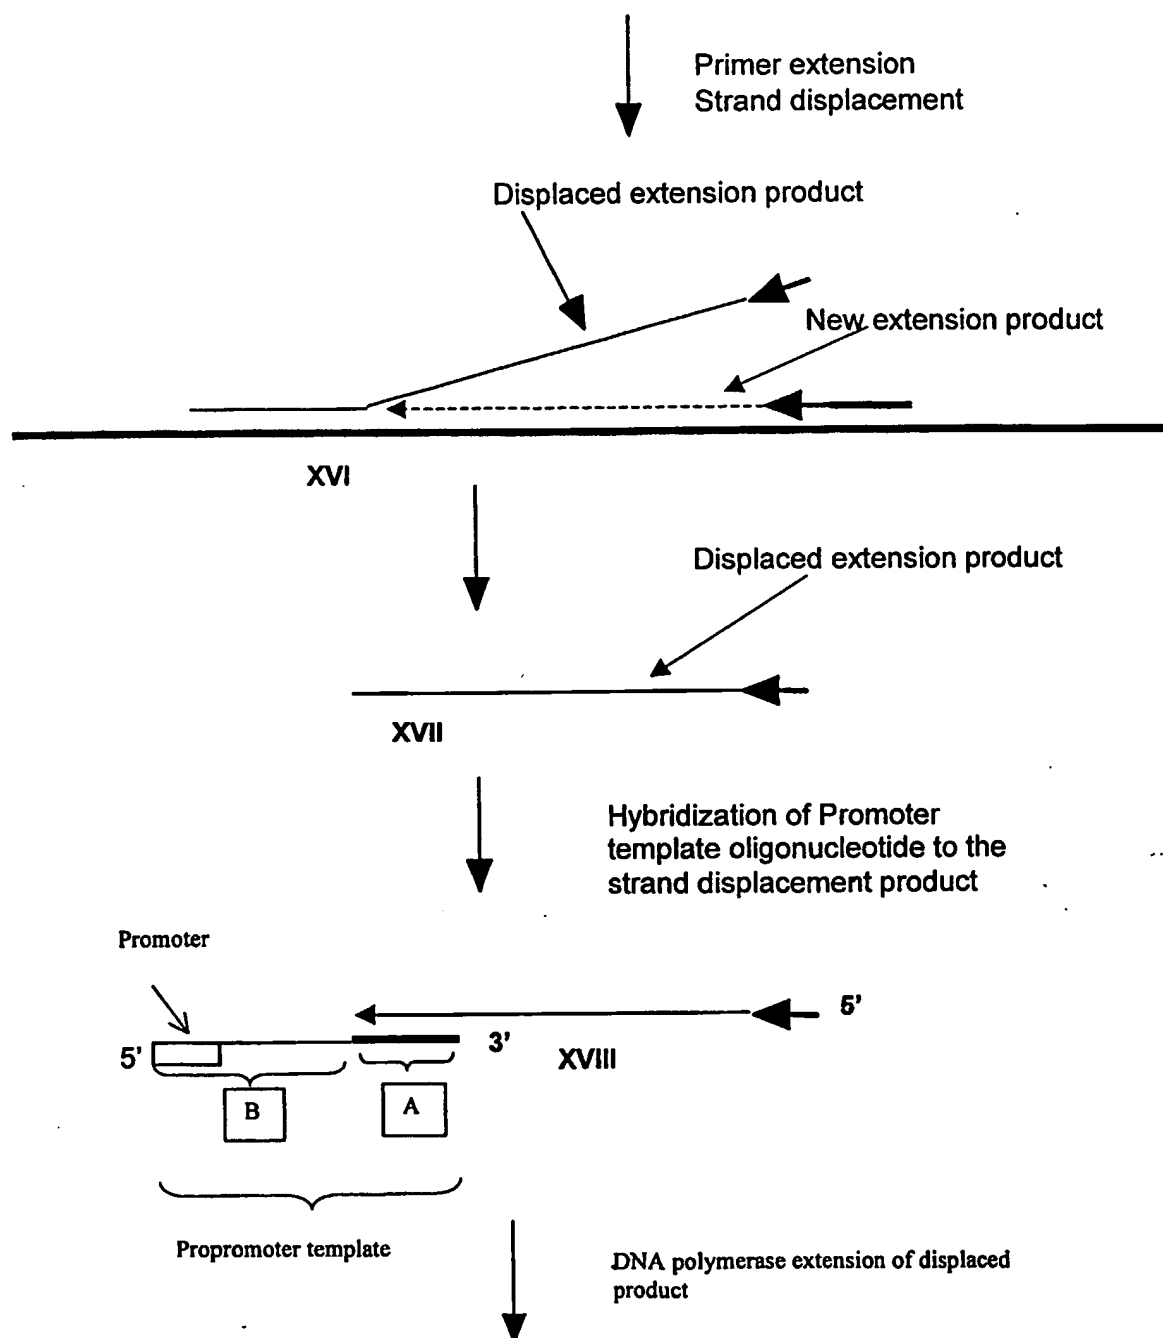 Primer extension
Strand displacement
Displaced extension product
New extension product
XVI
Displaced extension product
XVII
Hybridization of Promoter
template oligonucleotide to the
strand displacement product
Promoter
5'
5'
3'
XVIII
B
A
Propromoter template
DNA polymerase extension of displaced
product